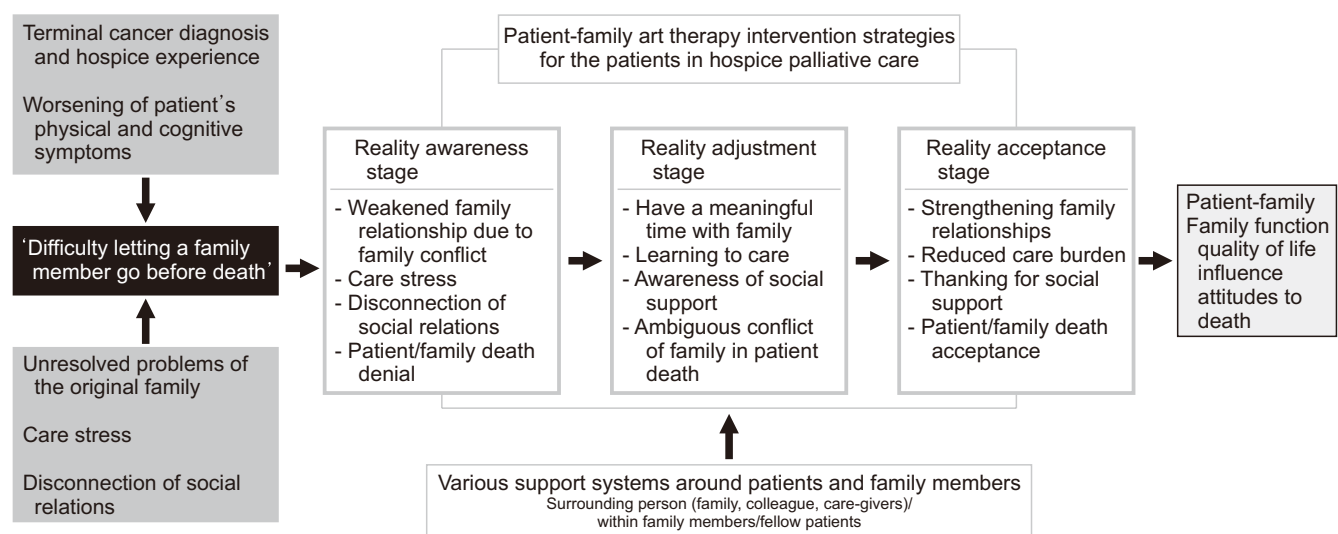 Terminal cancer diagnosis
and hospice experience
Worsening of patient's
physical and cognitive
symptoms
'Difficulty letting a family
member go before death'
Unresolved problems of
the original family
Care stress
Disconnection of social
relations
Patient-family art therapy intervention strategies
for the patients in hospice palliative care
Reality awareness
stage
- Weakened family
relationship due to
family conflict
- Care stress
- Disconnection of
social relations
- Patient/family death
denial
Reality adjustment
stage
- Have a meaningful
time with family
- Learning to care
- Awareness of social
support
- Ambiguous conflict
of family in patient
death
Reality acceptance
stage
- Strengthening family
relationships
- Reduced care burden
- Thanking for social
support
- Patient/family death
acceptance
Patient-family
Family function
quality of life
influence
attitudes to
death
Various support systems around patients and family members
Surrounding person (family, colleague, care-givers)/
within family members/fellow patients